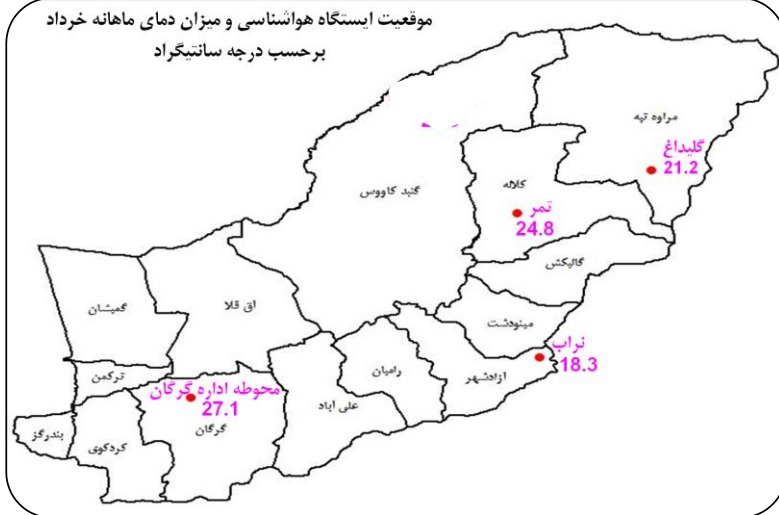 موقعیت ایستگاه هواشناسی و میزان دمای ماهانه خرداد
برحسب درجه سانتیگراد
مراوه تپه
گلیداغ
21.2
کلاله
تمر
24.8
گنبد کاووس
گالیکش
گمیشان
اق قلا
مینودشت
نراب
18.3
ترکمن
رامیان
ازادشهر
محوطه اداره گرگان
27.1
علی اباد
گرگان
کردکوی
بندرگز